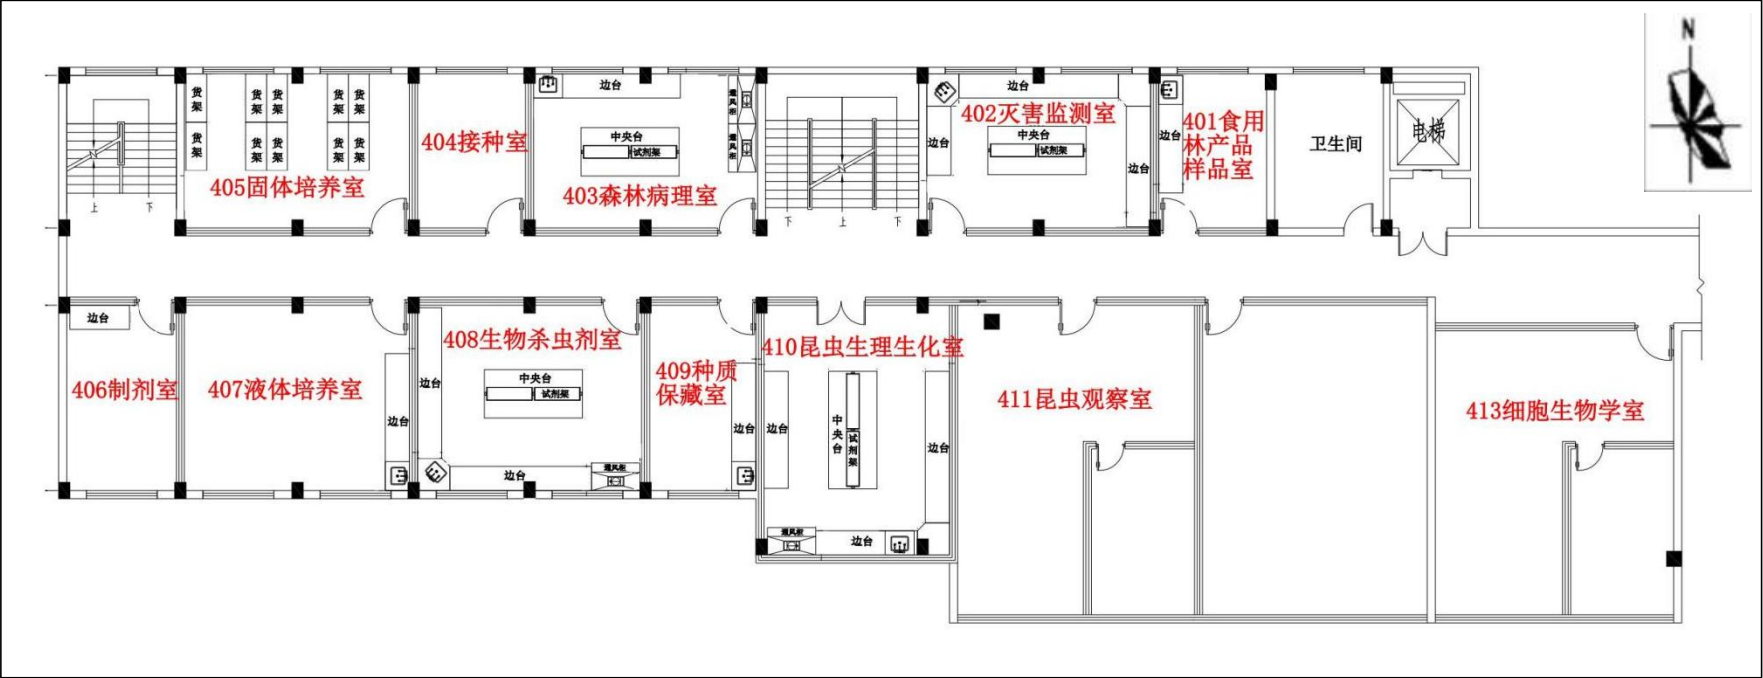 N
货架
货架
货架
货架
货架
货架
货架
货架
货架
货架
405固体培养室
上
下
404接种室
边台
中央台
试剂架
通风柜
通风柜
403森林病理室
下
上
下
边台
402灾害监测室
中央台
试剂架
边台
边台
401食用
林产品
样品室
边台
卫生间
电梯
边台
406制剂室
407液体培养室
边台
408生物杀虫剂室
边台
中央台
试剂架
边台
通风柜
409种质
保藏室
边台
410昆虫生理生化室
边台
中央台
试剂架
边台
通风柜
边台
411昆虫观察室
413细胞生物学室